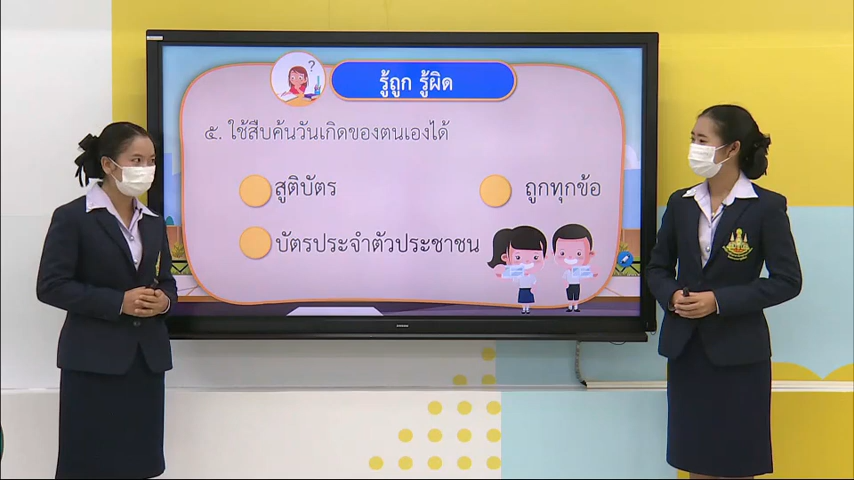 ?
รู้ถูก รู้ผิด
๕. ใช้สืบค้นวันเกิดของตนเองได้
สูติบัตร
ถูกทุกข้อ
บัตรประจำตัวประชาชน